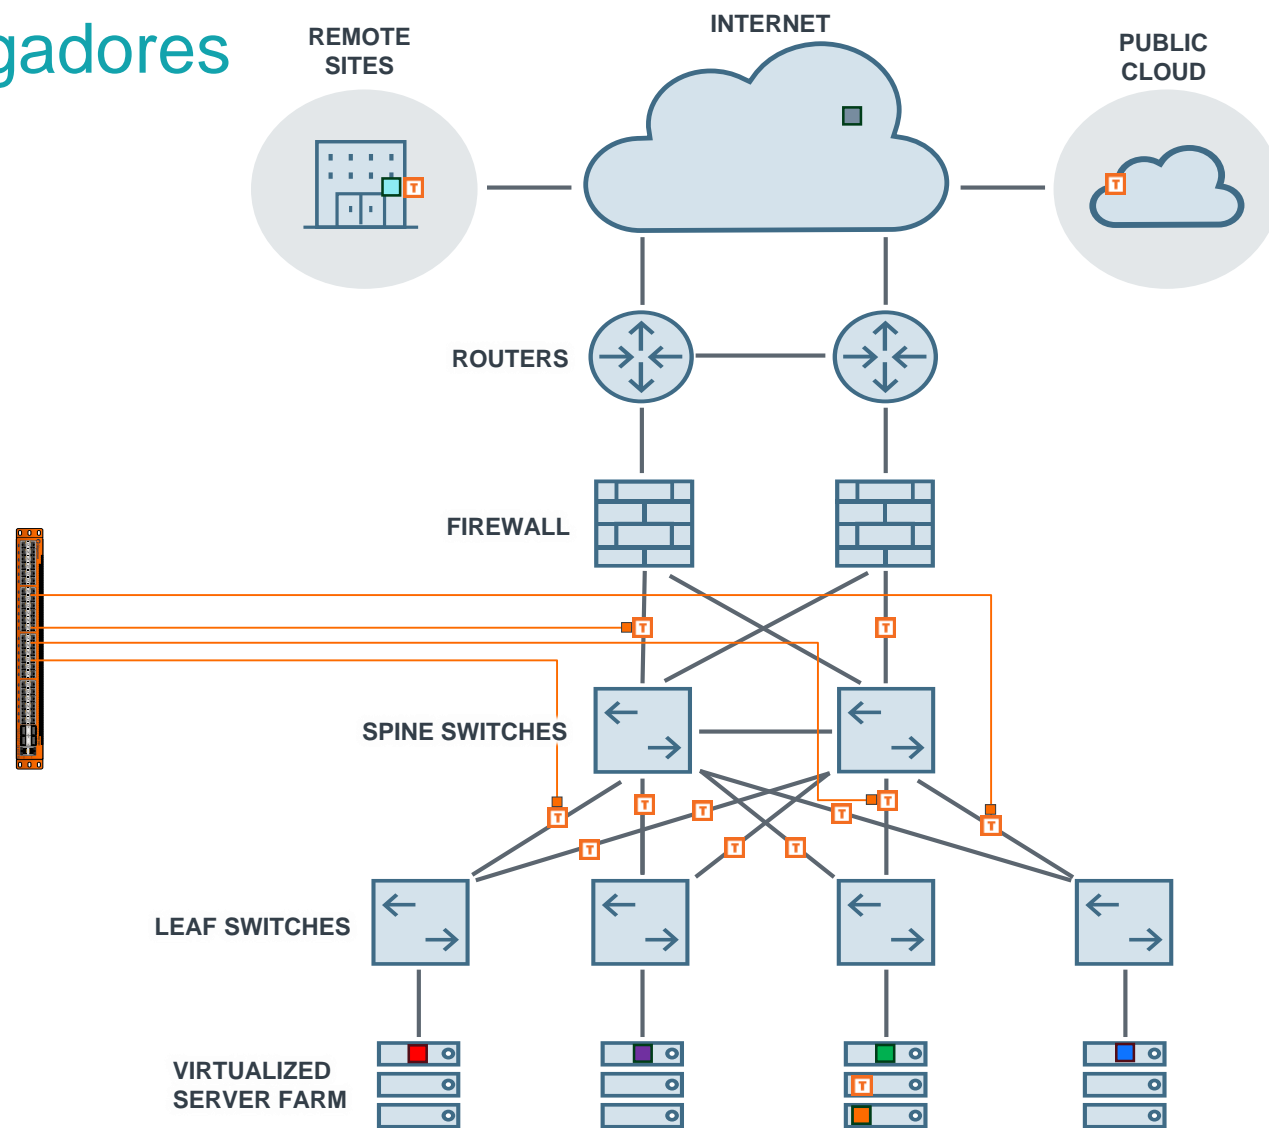 gadores
REMOTE
SITES
INTERNET
PUBLIC
CLOUD
T
T
ROUTERS
FIREWALL
T
T
SPINE SWITCHES
T
T
T
T
T
T
T
T
T
LEAF SWITCHES
VIRTUALIZED
SERVER FARM
T